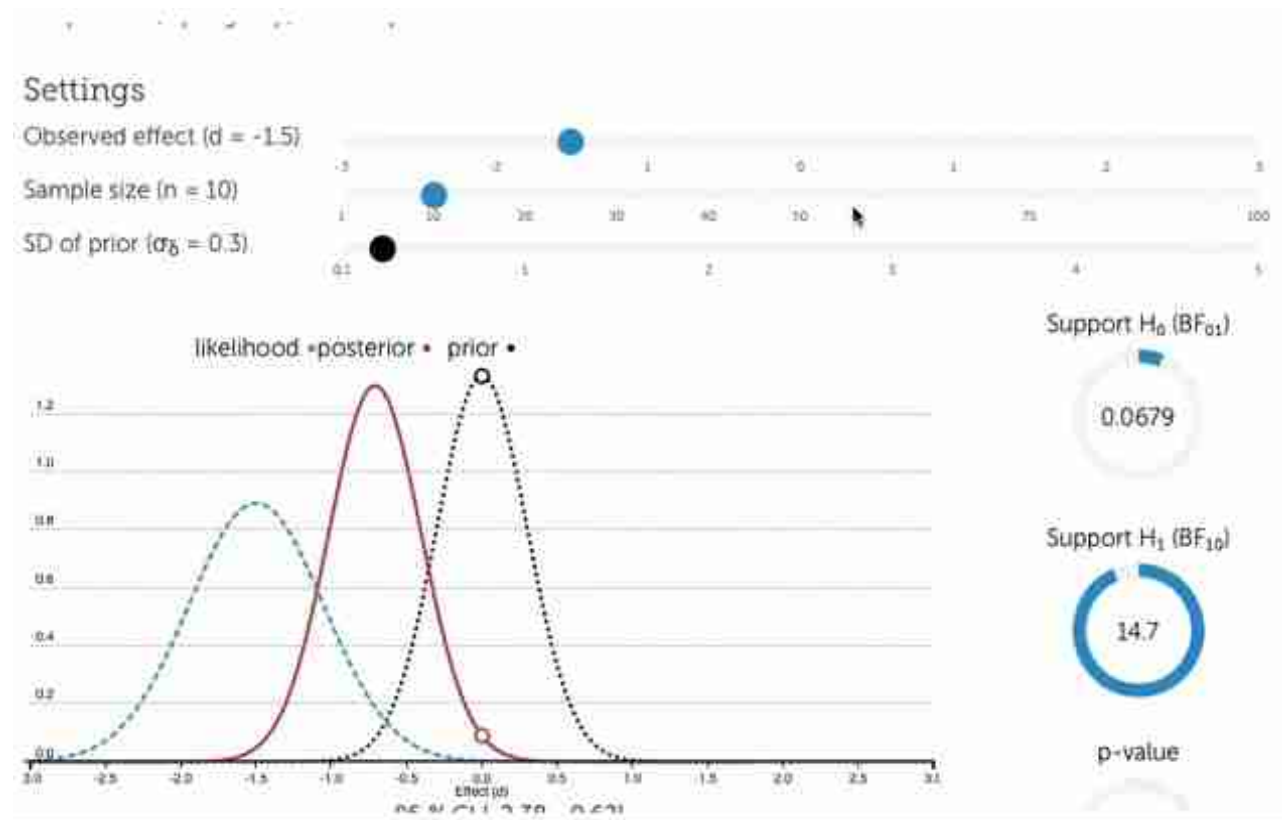 Settings
Observed effect (d = -1.5)
-3 -2 1 0 1 2 3
Sample size (n = 10)
1 10 20 30 40 50 75 100
SD of prior (σδ = 0.3)
0.1 1 2 3 4 5
Support H₀ (BF₀₁)
0.0679
likelihood • posterior • prior •
1.2
1.0
0.8
0.6
0.4
0.2
0.0
-2.5 -2.0 -1.5 -1.0 -0.5 0.0 0.5 1.0 1.5 2.0 2.5
Effect (d)
Support H₁ (BF₁₀)
14.7
p-value